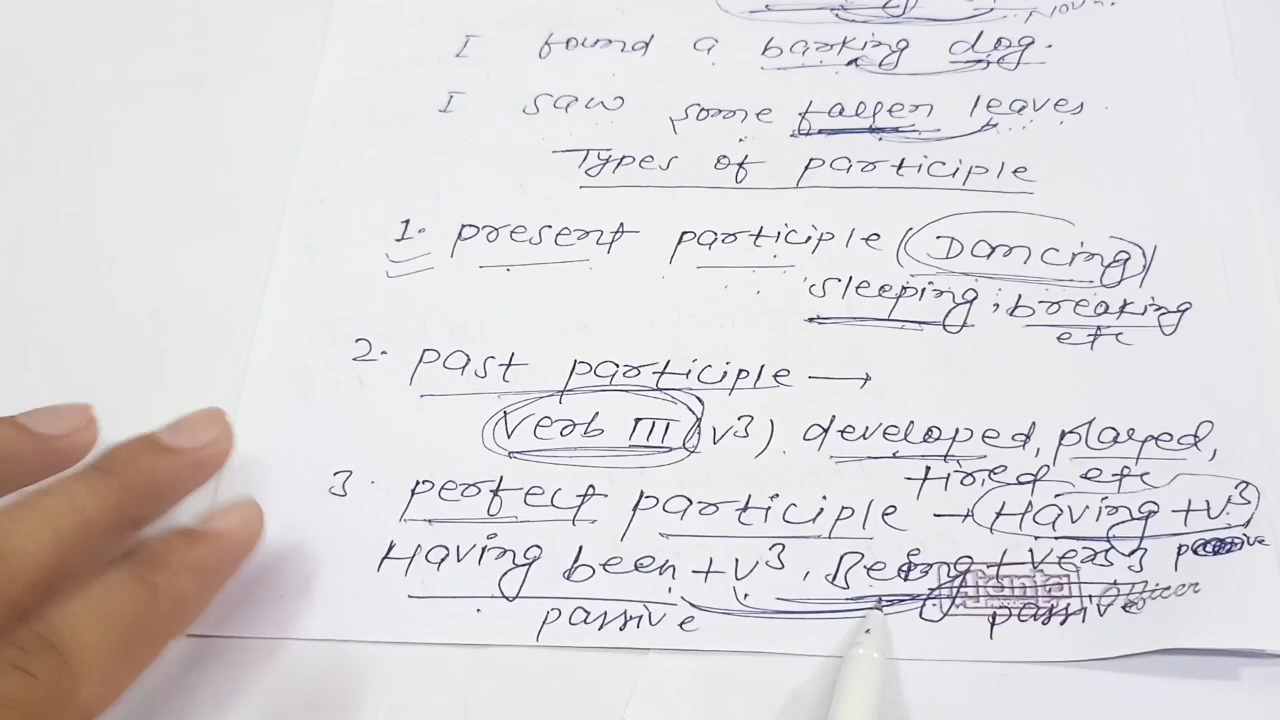 Noun.
I found a barking dog.
I saw some fallen leaves.
Types of participle
1. present participle (Dancing)
sleeping, breaking
etc
2. past participle →
(Verb III (v3). developed, played,
tired etc
3. perfect participle → (Having + v3)
Having been + v3, Being + Verb 3
passive passive